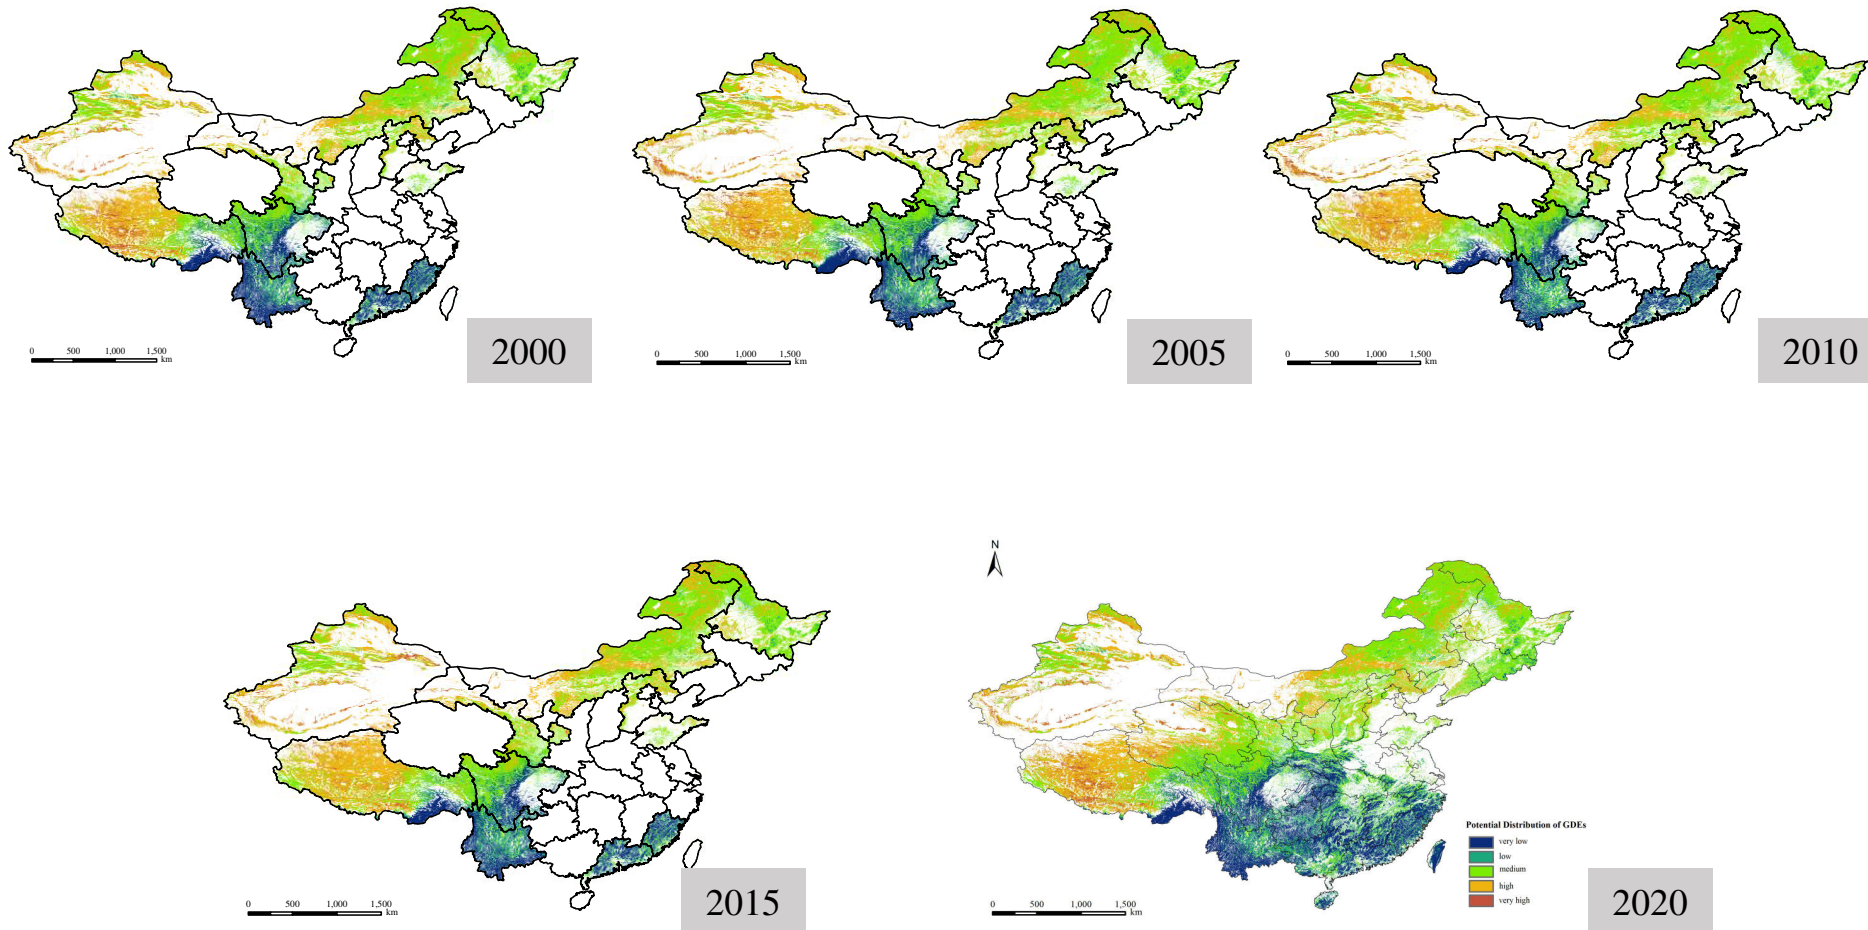 0 500 1,000 1,500
km
2000
0 500 1,000 1,500
km
2005
0 500 1,000 1,500
km
2010
0 500 1,000 1,500
km
2015
N
0 500 1,000 1,500
km
Potential Distribution of GDEs
very low
low
medium
high
very high
2020